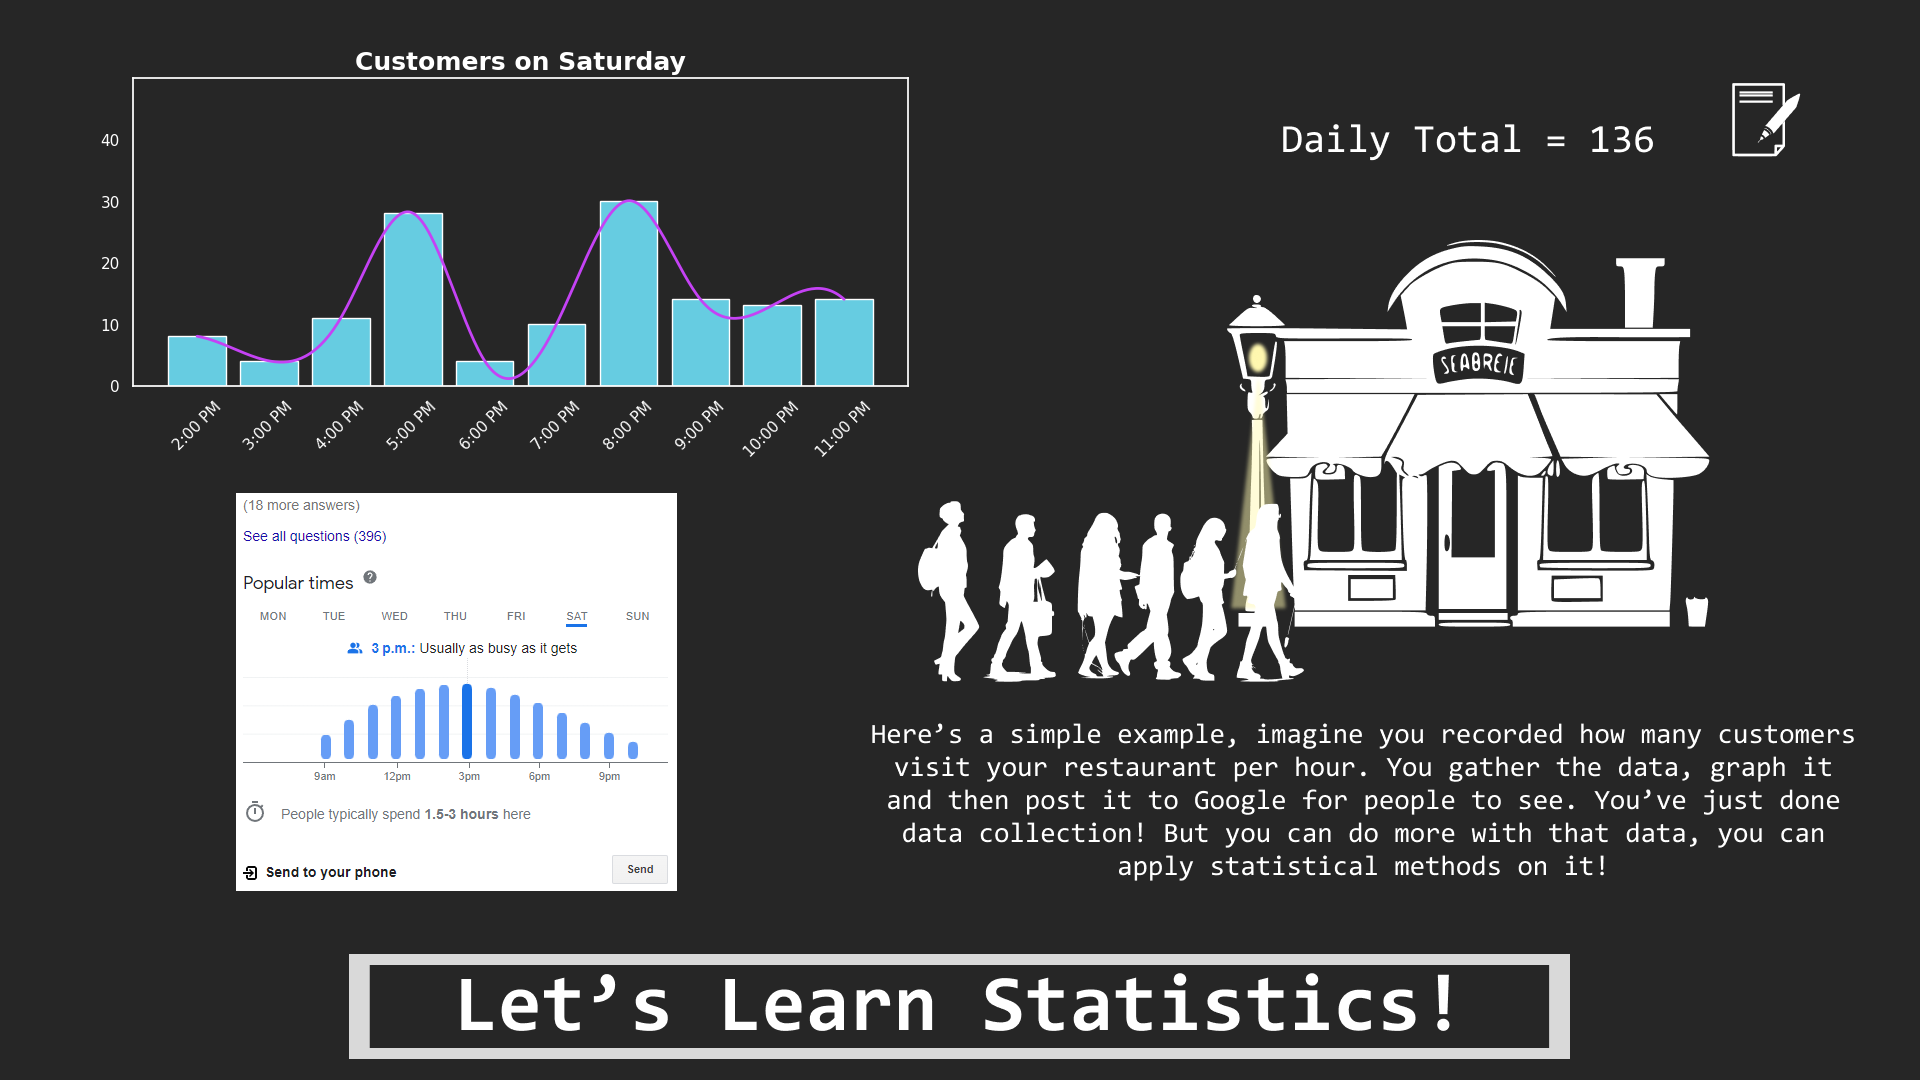 Customers on Saturday
40
30
20
10
0
2:00 PM
3:00 PM
4:00 PM
5:00 PM
6:00 PM
7:00 PM
8:00 PM
9:00 PM
10:00 PM
11:00 PM
Daily Total = 136
SEABREIE
(18 more answers)
See all questions (396)
Popular times ?
MON TUE WED THU FRI SAT SUN
3 p.m.: Usually as busy as it gets
9am 12pm 3pm 6pm 9pm
People typically spend 1.5-3 hours here
Send to your phone
Send
Here’s a simple example, imagine you recorded how many customers
visit your restaurant per hour. You gather the data, graph it
and then post it to Google for people to see. You’ve just done
data collection! But you can do more with that data, you can
apply statistical methods on it!
Let’s Learn Statistics!